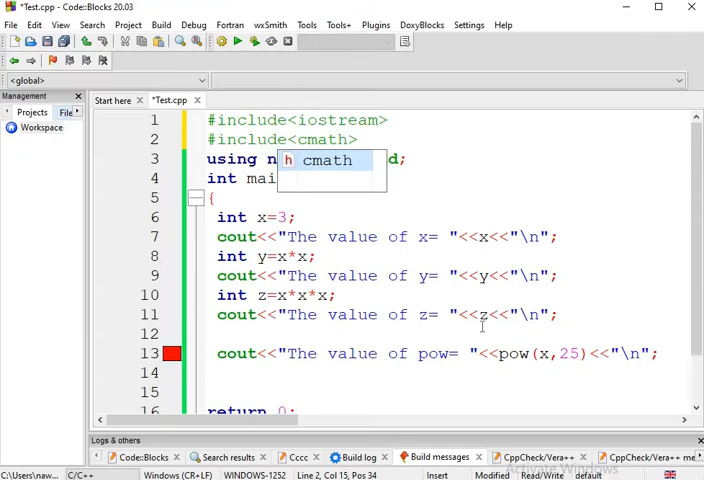 *Test.cpp - Code::Blocks 20.03
File Edit View Search Project Build Debug Fortran wxSmith Tools Tools+ Plugins DoxyBlocks Settings Help
<global>
Management
Projects File
Workspace
Start here *Test.cpp
1 #include<iostream>
2 #include<cmath>
cmath
3 using n d;
4 int mai
5 {
6 int x=3;
7 cout<<"The value of x= "<<x<<"\n";
8 int y=x*x;
9 cout<<"The value of y= "<<y<<"\n";
10 int z=x*x*x;
11 cout<<"The value of z= "<<z<<"\n";
12
13 cout<<"The value of pow= "<<pow(x,25)<<"\n";
14
15
16 return 0;
Logs & others
Code::Blocks Search results Cccc Build log Build messages CppCheck/Vera++ CppCheck/Vera++ me
Activate Windows
C:\Users\naw... C/C++ Windows (CR+LF) WINDOWS-1252 Line 2, Col 15, Pos 34 Insert Modified Read/Write default